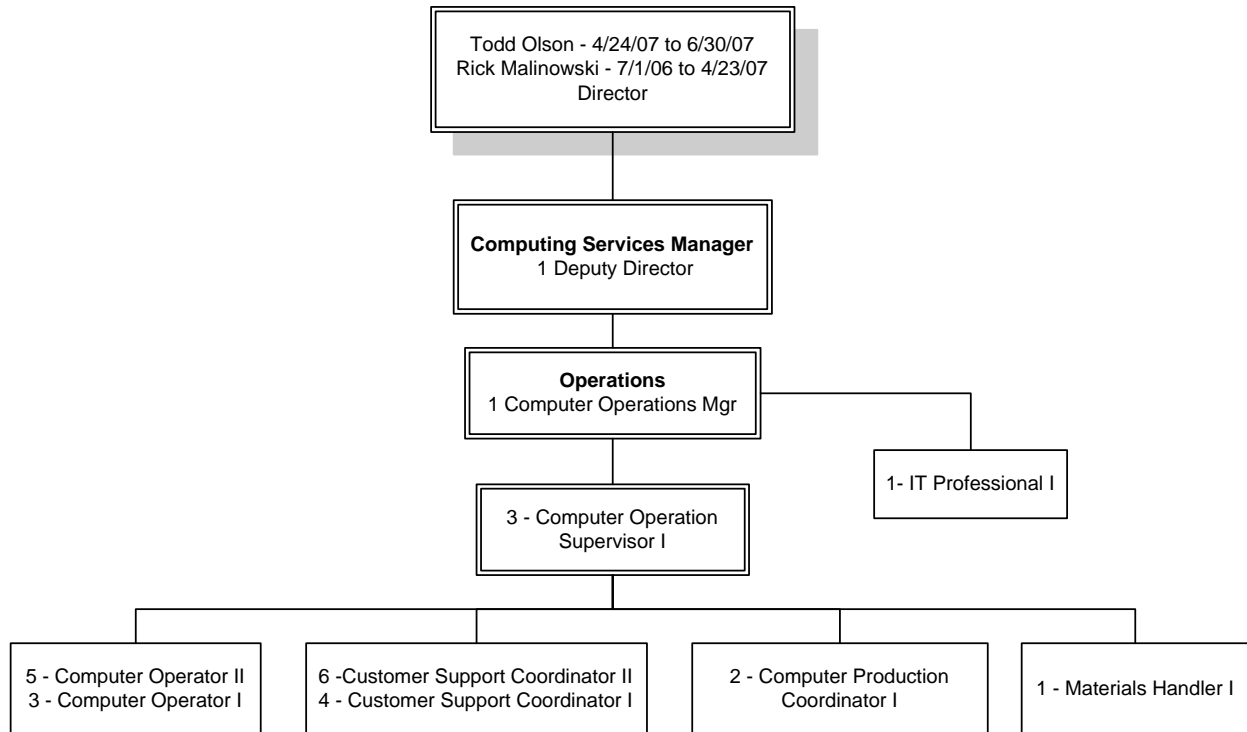 Todd Olson - 4/24/07 to 6/30/07
Rick Malinowski - 7/1/06 to 4/23/07
Director
Computing Services Manager
1 Deputy Director
Operations
1 Computer Operations Mgr
1- IT Professional I
3 - Computer Operation
Supervisor I
5 - Computer Operator II
3 - Computer Operator I
6 -Customer Support Coordinator II
4 - Customer Support Coordinator I
2 - Computer Production
Coordinator I
1 - Materials Handler I